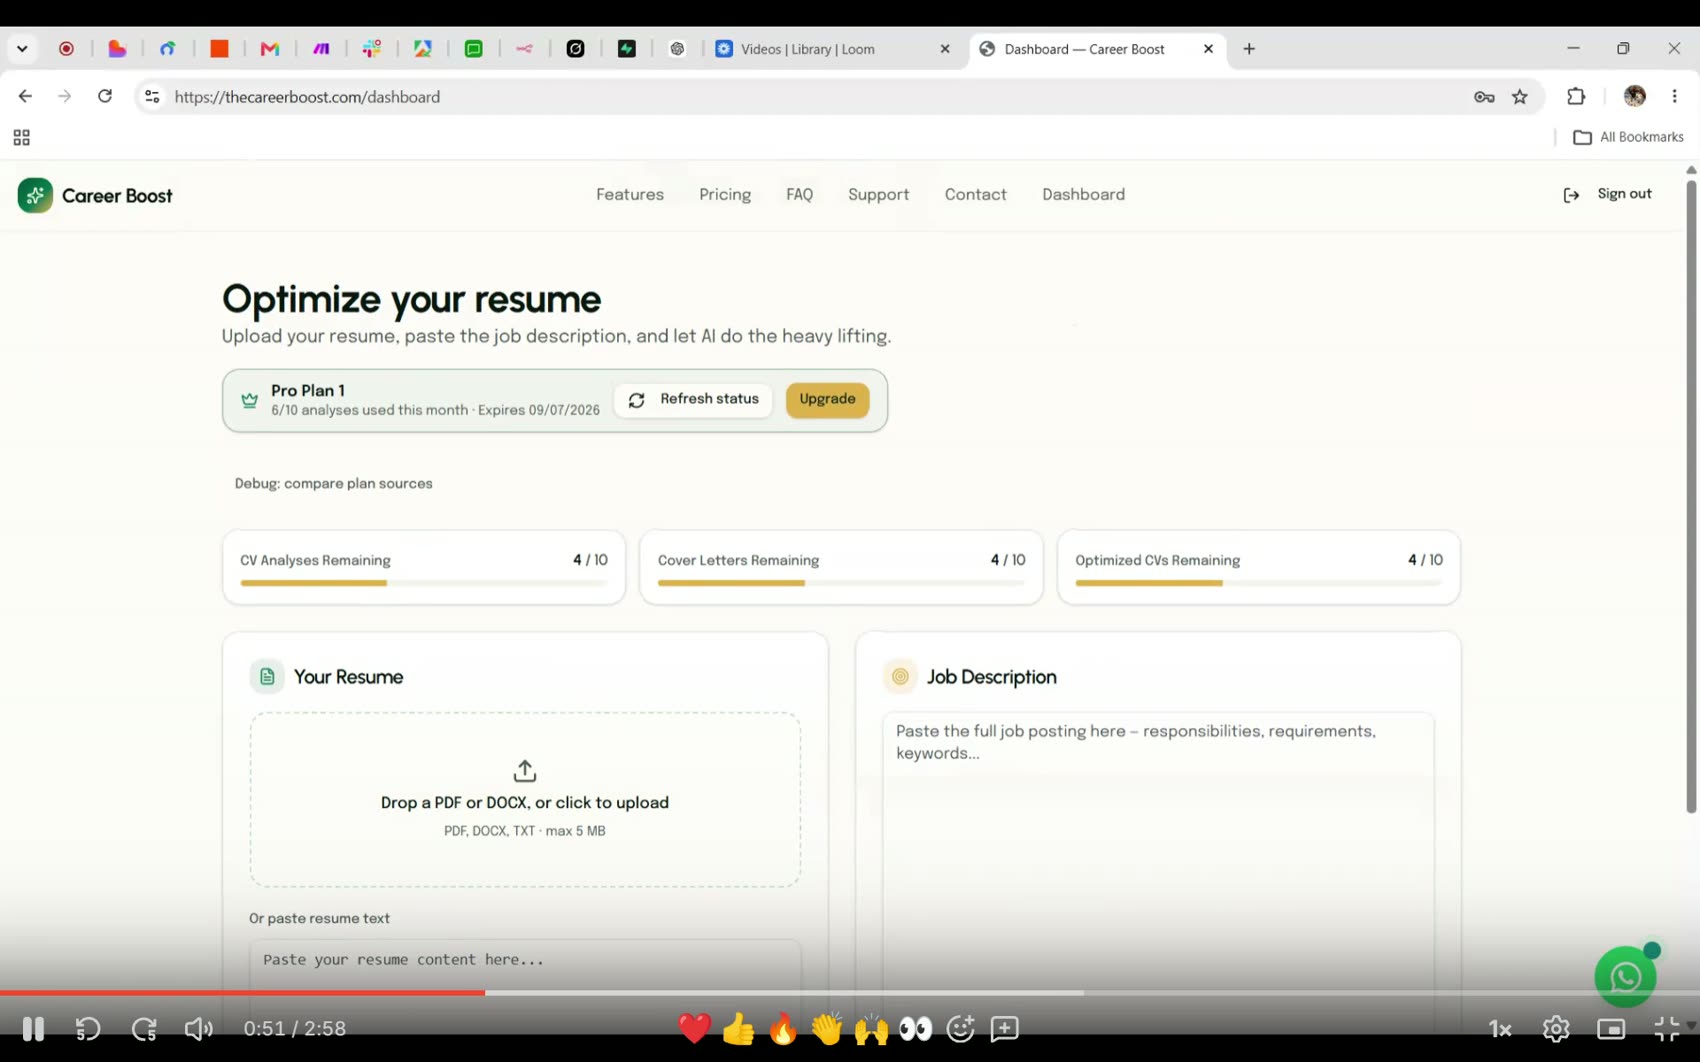 Videos | Library | Loom
Dashboard — Career Boost
https://thecareerboost.com/dashboard
All Bookmarks
Career Boost
Features
Pricing
FAQ
Support
Contact
Dashboard
Sign out
Optimize your resume
Upload your resume, paste the job description, and let AI do the heavy lifting.
Pro Plan 1
6/10 analyses used this month · Expires 09/07/2026
Refresh status
Upgrade
Debug: compare plan sources
CV Analyses Remaining
4 / 10
Cover Letters Remaining
4 / 10
Optimized CVs Remaining
4 / 10
Your Resume
Drop a PDF or DOCX, or click to upload
PDF, DOCX, TXT · max 5 MB
Or paste resume text
Paste your resume content here...
Job Description
Paste the full job posting here – responsibilities, requirements,
keywords...
5
5
0:51 / 2:58
1x